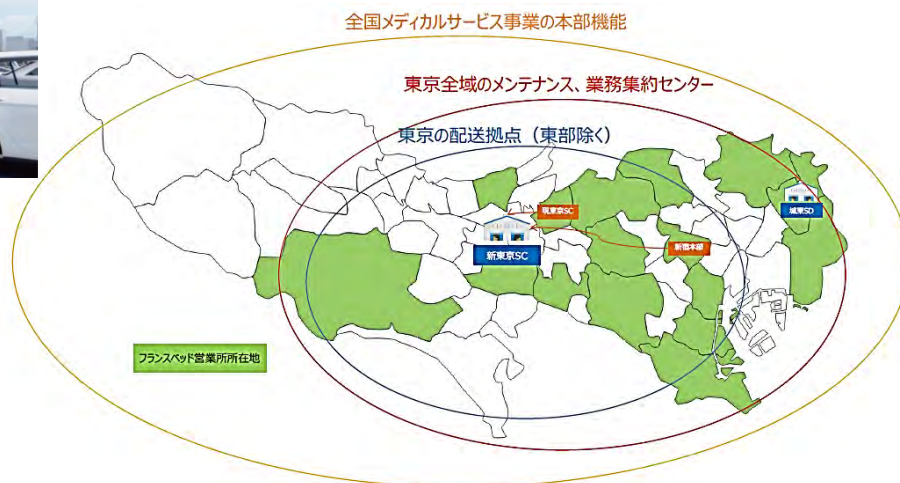 全国メディカルサービス事業の本部機能
東京全域のメンテナンス、業務集約センター
東京の配送拠点（東部除く）
城東SD
現東京SC
新宿本部
新東京SC
フランスベッド営業所所在地